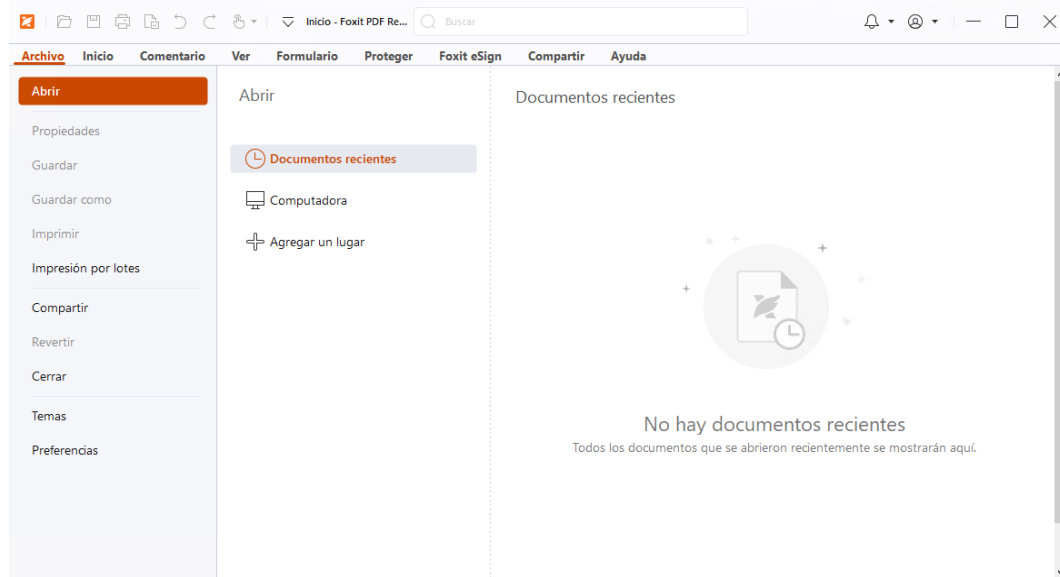 Inicio - Foxit PDF Re...
Buscar
Archivo Inicio Comentario Ver Formulario Proteger Foxit eSign Compartir Ayuda
Abrir
Propiedades
Guardar
Guardar como
Imprimir
Impresión por lotes
Compartir
Revertir
Cerrar
Temas
Preferencias
Abrir
Documentos recientes
Computadora
Agregar un lugar
Documentos recientes
No hay documentos recientes
Todos los documentos que se abrieron recientemente se mostrarán aquí.